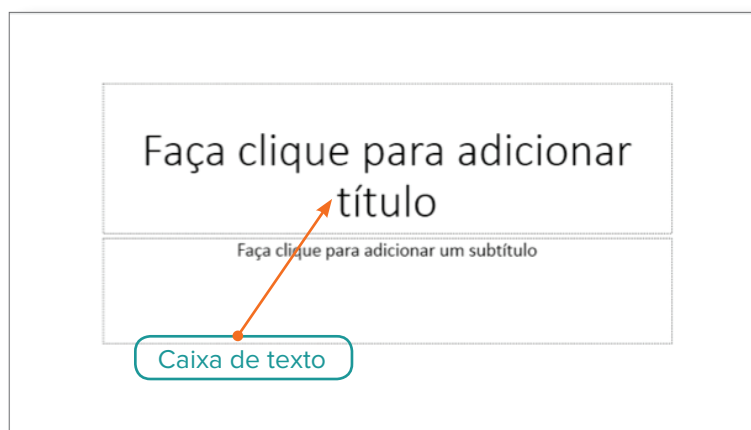 Faça clique para adicionar
título
Faça clique para adicionar um subtítulo
Caixa de texto